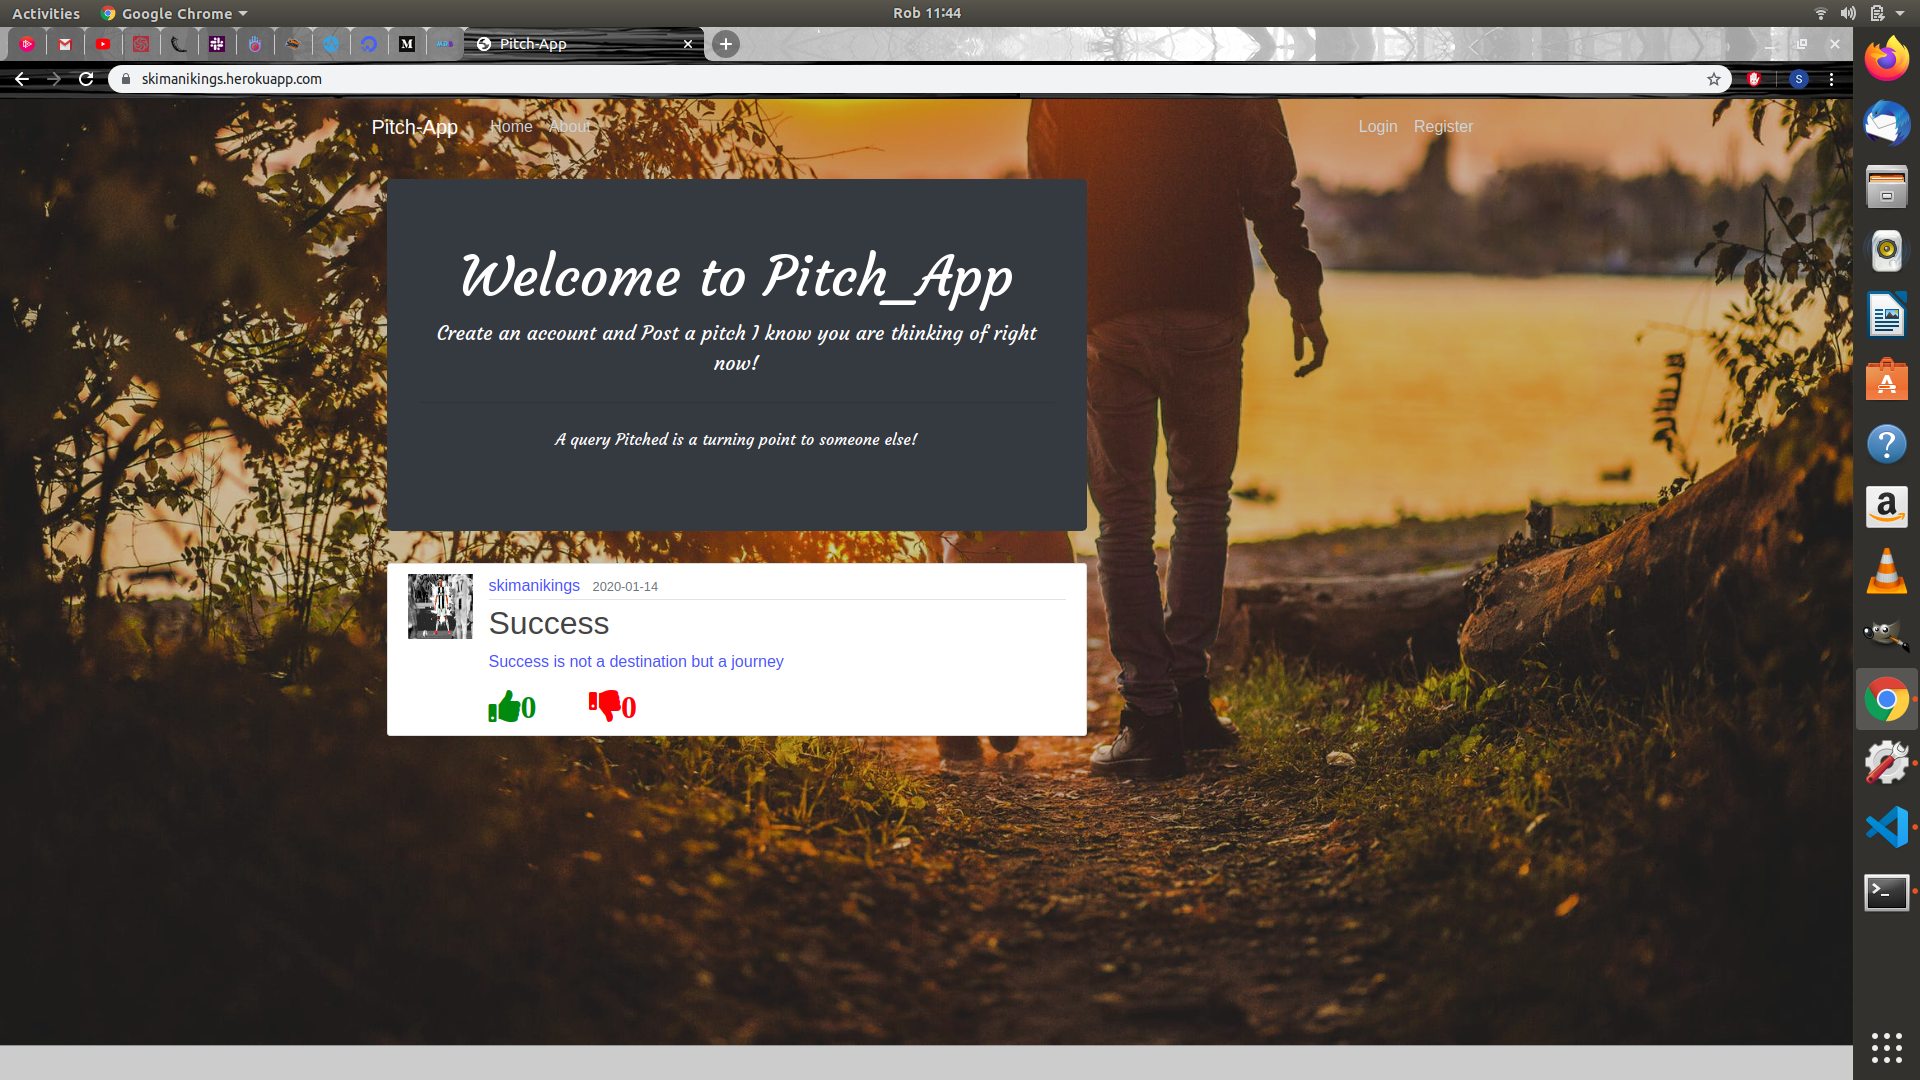 Activities Google Chrome Rob 11:44
Pitch-App
skimanikings.herokuapp.com S
Pitch-App Home About Login Register
Welcome to Pitch_App
Create an account and Post a pitch I know you are thinking of right
now!
A query Pitched is a turning point to someone else!
skimanikings 2020-01-14
Success
Success is not a destination but a journey
0 0